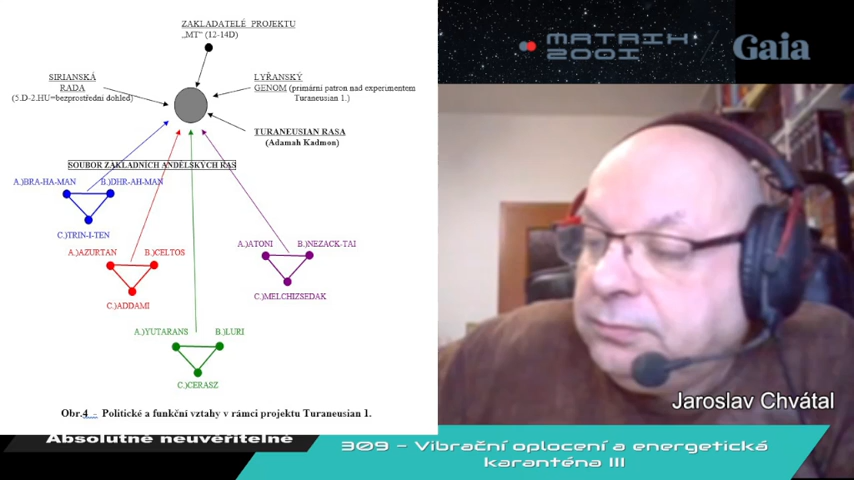 ZAKLADATELÉ PROJEKTU
„MT“ (12-14D)
SIRIANSKÁ
RADA
(5.D-2.HU=bezprostřední dohled)
LYŘANSKÝ
GENOM (primární patron nad experimentem
Turaneusian 1.)
TURANEUSIAN RASA
(Adamah Kadmon)
SOUBOR ZÁKLADNÍCH ANDĚLSKÝCH RAS
A.)BRA-HA-MAN
B.)DHR-AH-MAN
C.)TRIN-I-TEN
A.)AZURTAN
B.)CELTOS
C.)ADDAMI
A.)ATONI
B.)NEZACK-TAI
C.)MELCHIZSEDAK
A.)YUTARANS
B.)LURI
C.)CERASZ
Obr.4 – Politické a funkční vztahy v rámci projektu Turaneusian 1.
MATRIX
2001
Gaia
Jaroslav Chvátal
Absolutně neuvěřitelné
309 – Vibrační oplocení a energetická
karanténa III